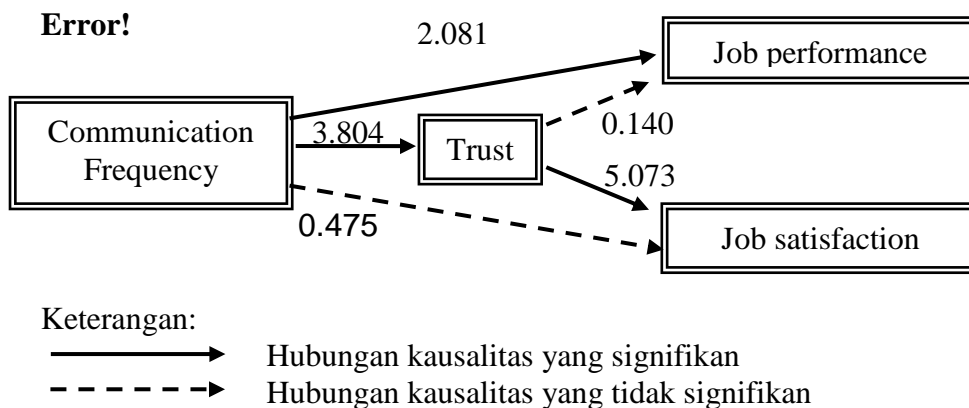 Error!
2.081
Job performance
Communication
Frequency
3.804
Trust
0.140
5.073
0.475
Job satisfaction
Keterangan:
Hubungan kausalitas yang signifikan
Hubungan kausalitas yang tidak signifikan